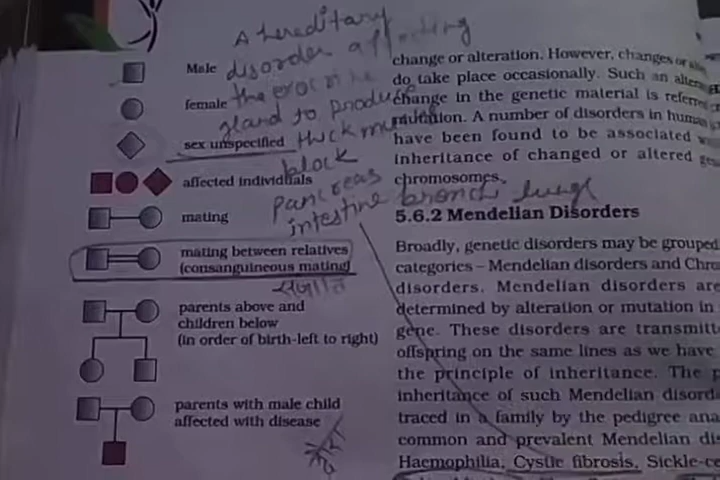 A hereditary
disorder affecting
the exocrine
gland to produce
thick mucus
block
pancreas
intestine bronchi lungs
Male
female
sex unspecified
affected individuals
mating
mating between relatives
(consanguineous mating)
सजाति
parents above and
children below
(in order of birth-left to right)
parents with male child
affected with disease
change or alteration. However, changes or
do take place occasionally. Such an
change in the genetic material is
mutation. A number of disorders in human
have been found to be associated
inheritance of changed or altered
chromosomes.
5.6.2 Mendelian Disorders
Broadly, genetic disorders may be grouped
categories – Mendelian disorders and
disorders. Mendelian disorders are
determined by alteration or mutation in
gene. These disorders are
offspring on the same lines as we have
the principle of inheritance. The
inheritance of such Mendelian
traced in a family by the pedigree
common and prevalent Mendelian
Haemophilia, Cystic fibrosis,